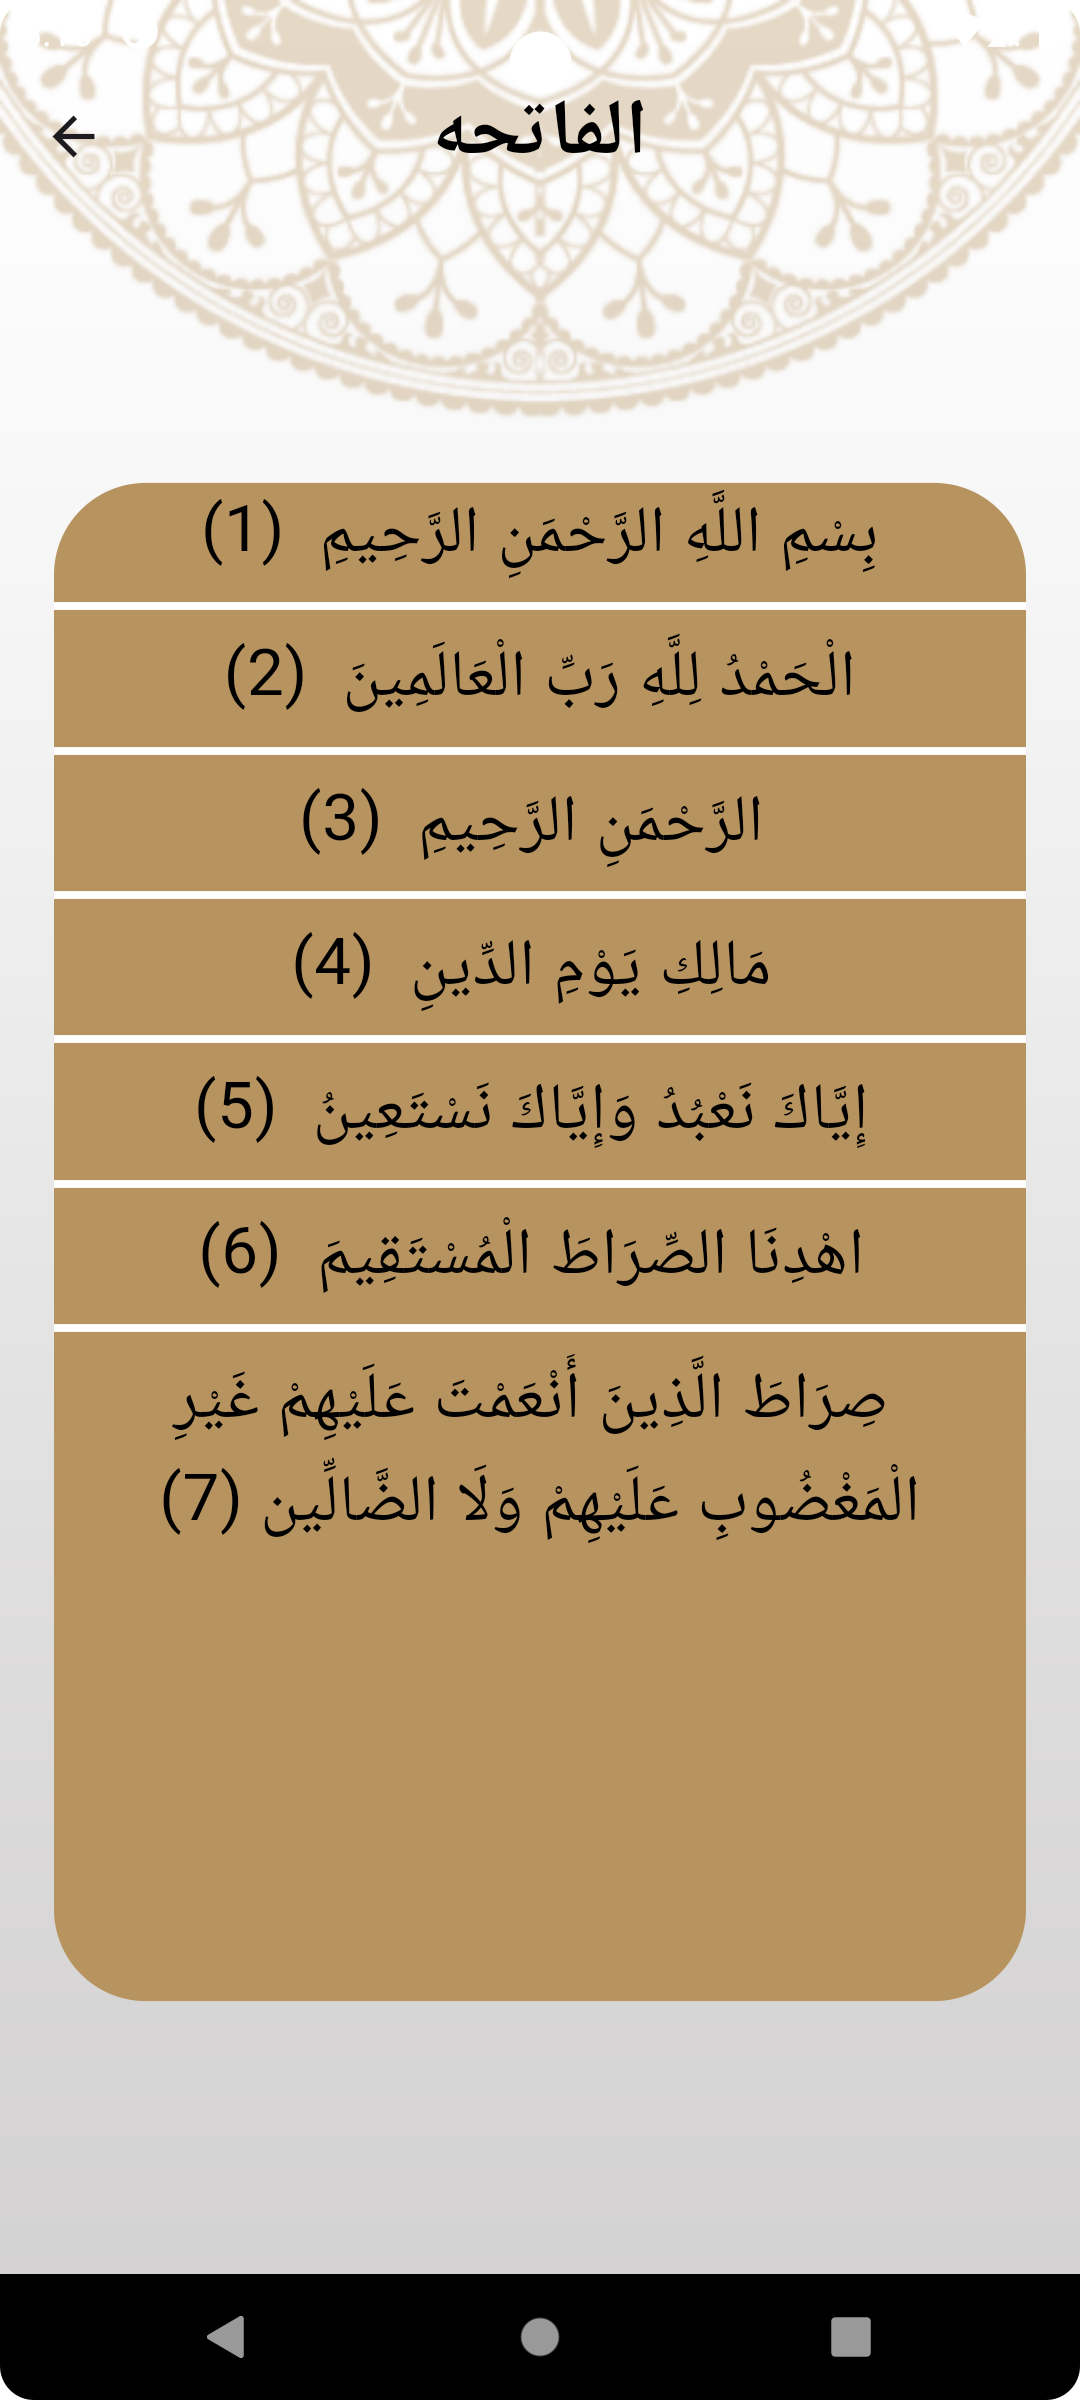 الفاتحه
بِسْمِ اللَّهِ الرَّحْمَنِ الرَّحِيمِ (1)
الْحَمْدُ لِلَّهِ رَبِّ الْعَالَمِينَ (2)
الرَّحْمَنِ الرَّحِيمِ (3)
مَالِكِ يَوْمِ الدِّينِ (4)
إِيَّاكَ نَعْبُدُ وَإِيَّاكَ نَسْتَعِينُ (5)
اهْدِنَا الصِّرَاطَ الْمُسْتَقِيمَ (6)
صِرَاطَ الَّذِينَ أَنْعَمْتَ عَلَيْهِمْ غَيْرِ
الْمَغْضُوبِ عَلَيْهِمْ وَلَا الضَّالِّين (7)